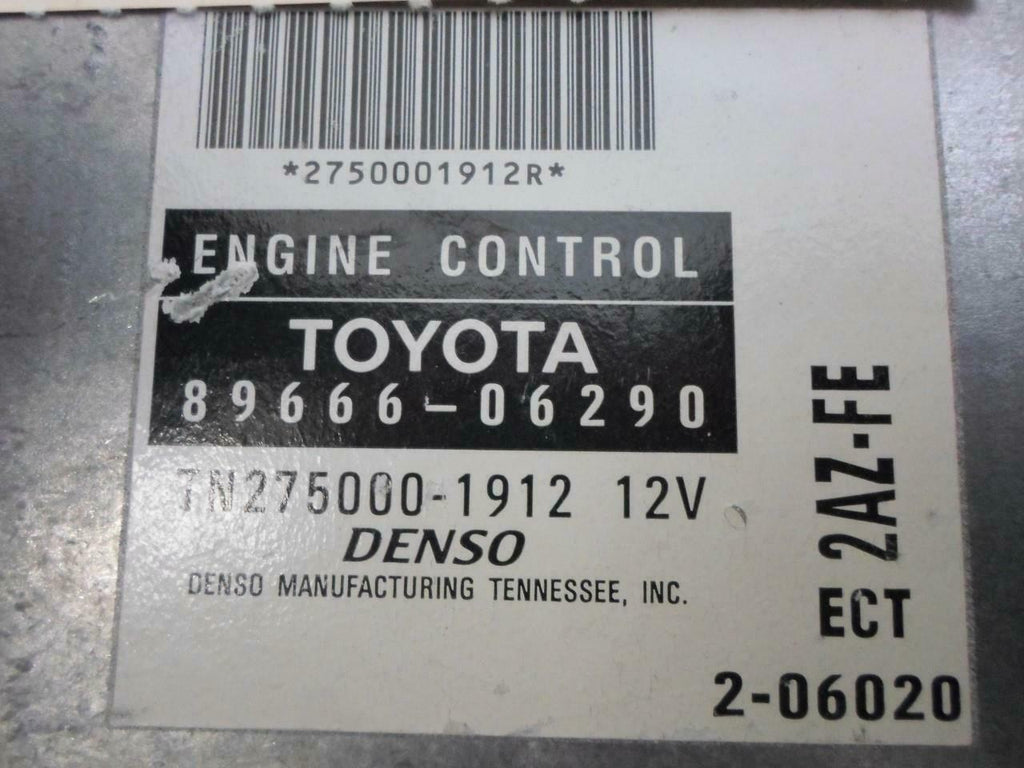 *2750001912R*
ENGINE CONTROL
TOYOTA
89666-06290
TN275000-1912 12V
DENSO
DENSO MANUFACTURING TENNESSEE, INC.
2AZ-FE
ECT
2-06020